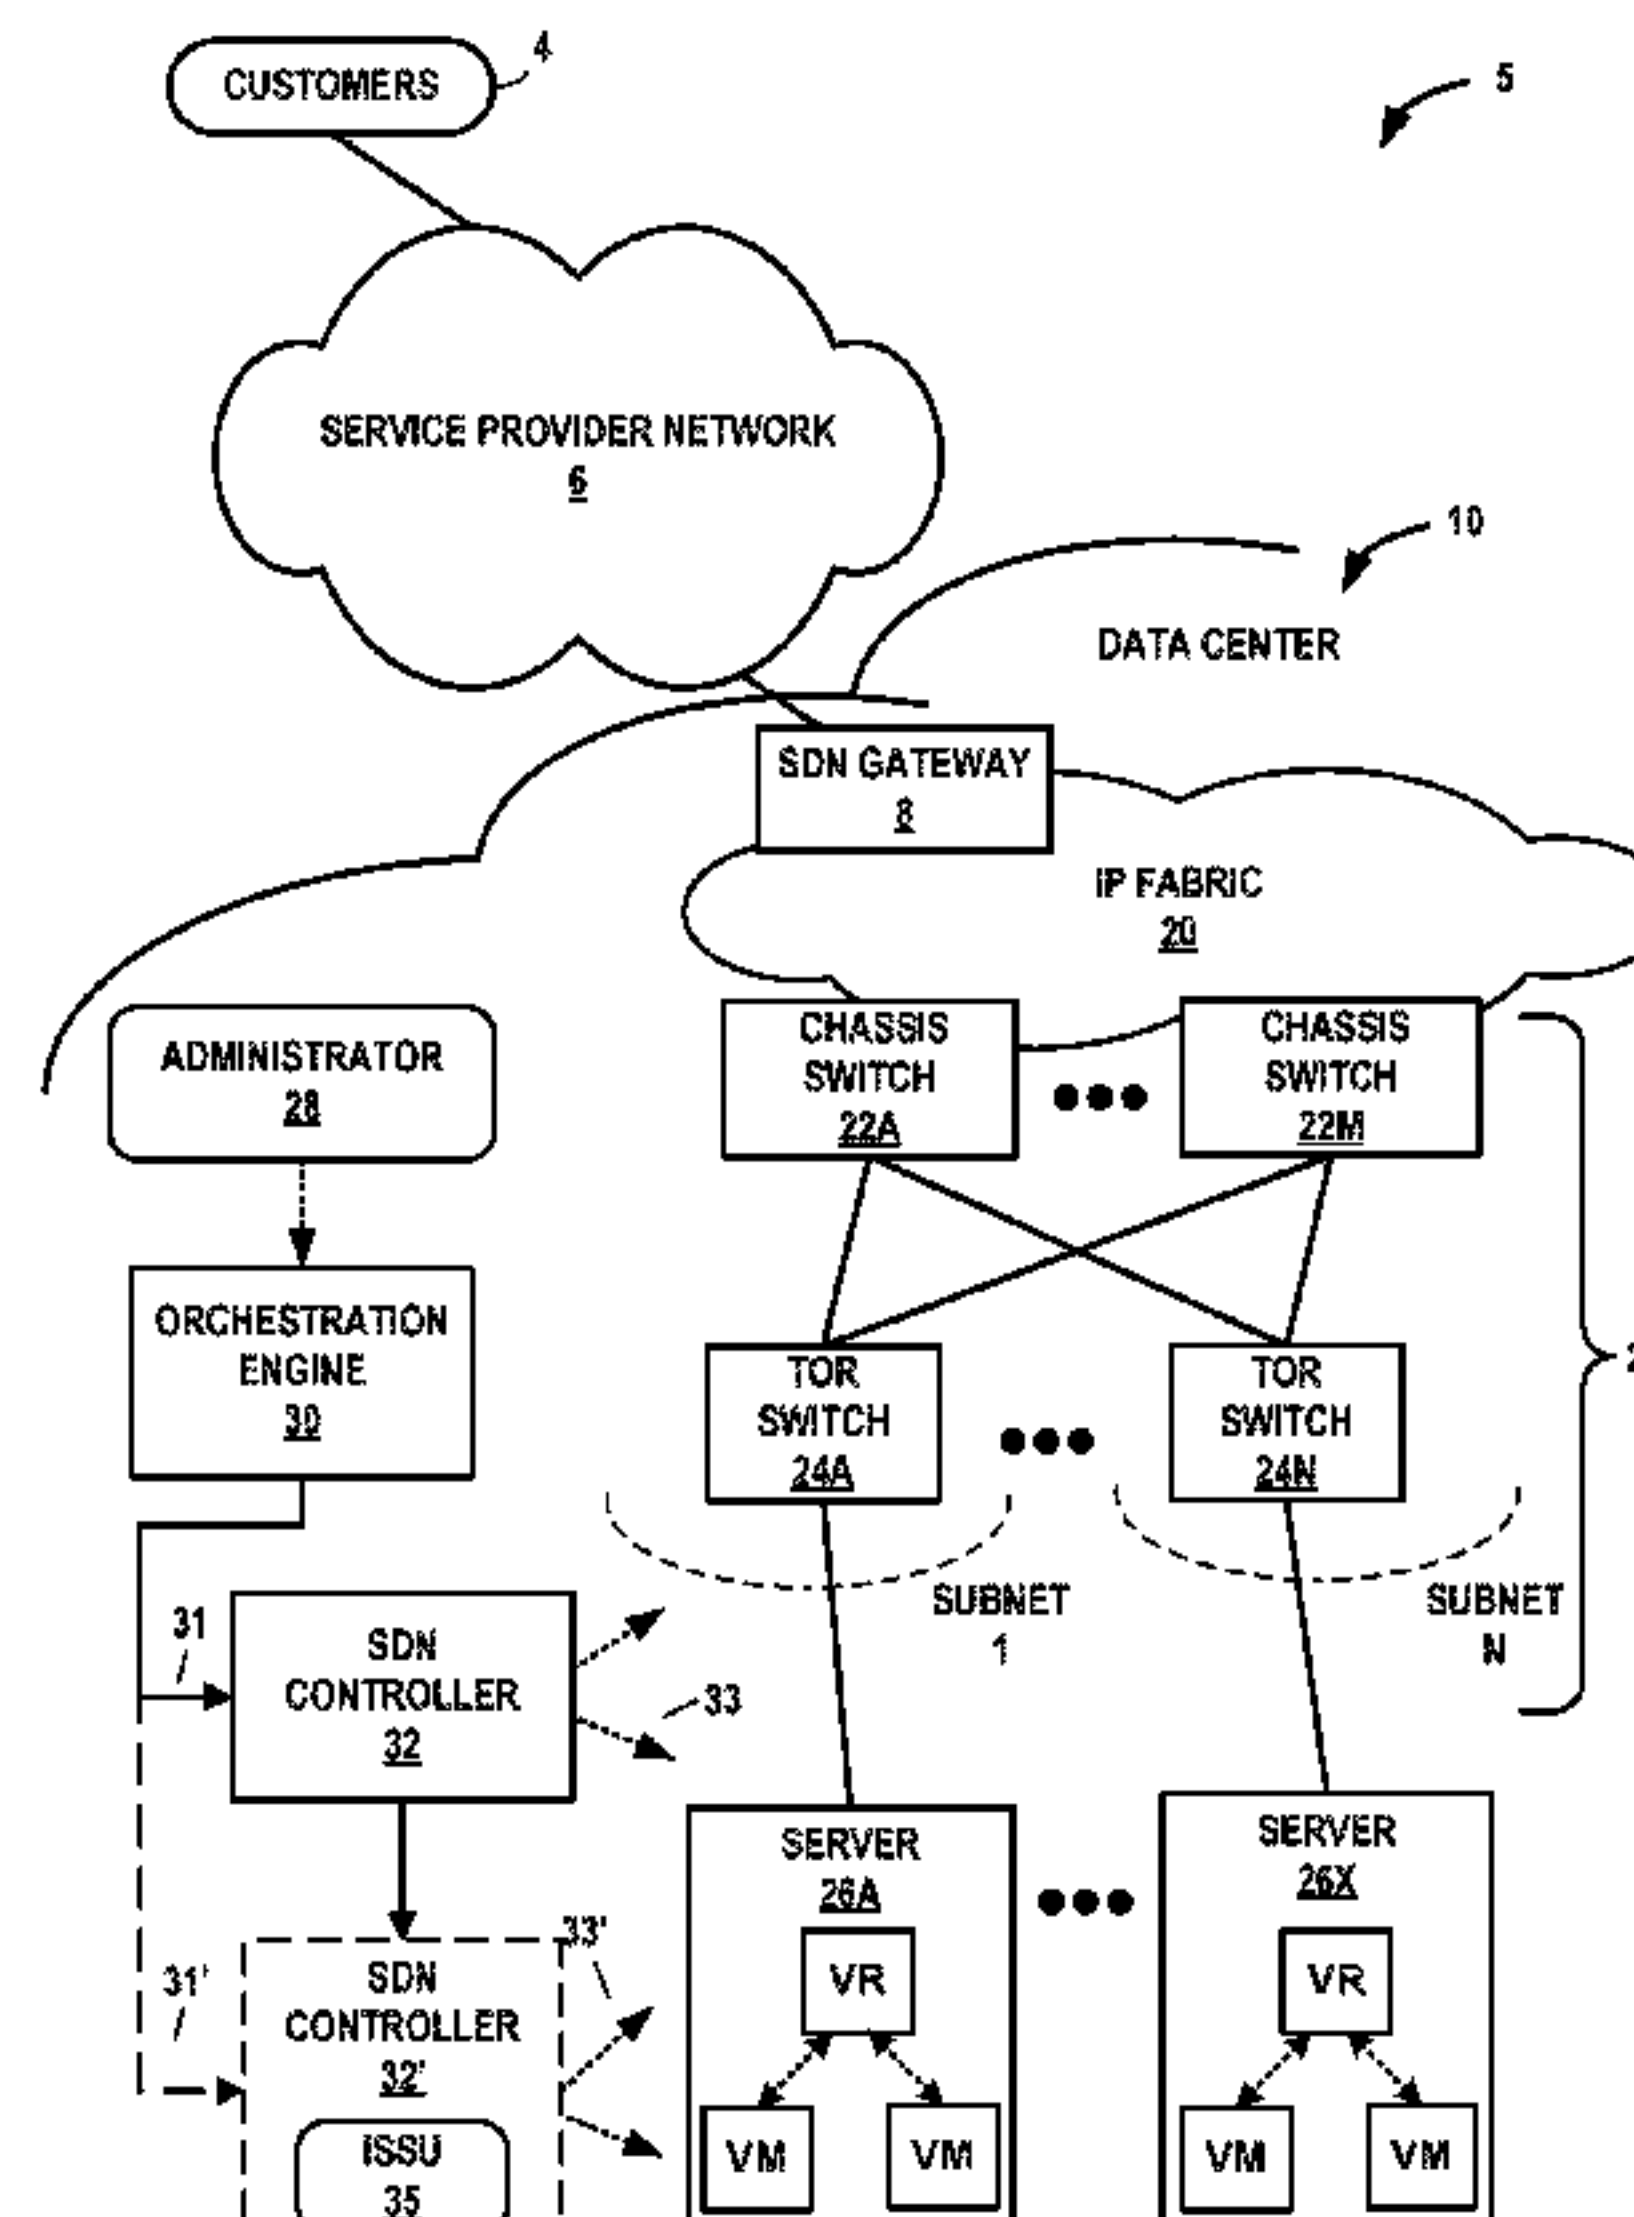 CUSTOMERS
4
5
SERVICE PROVIDER NETWORK
6
10
DATA CENTER
SDN GATEWAY
8
IP FABRIC
20
ADMINISTRATOR
28
CHASSIS
SWITCH
22A
CHASSIS
SWITCH
22M
ORCHESTRATION
ENGINE
30
TOR
SWITCH
24A
TOR
SWITCH
24N
SUBNET
1
SUBNET
N
31
SDN
CONTROLLER
32
33
SERVER
26A
SERVER
26X
31'
SDN
CONTROLLER
32'
33'
VR
VR
ISSU
35
VM
VM
VM
VM